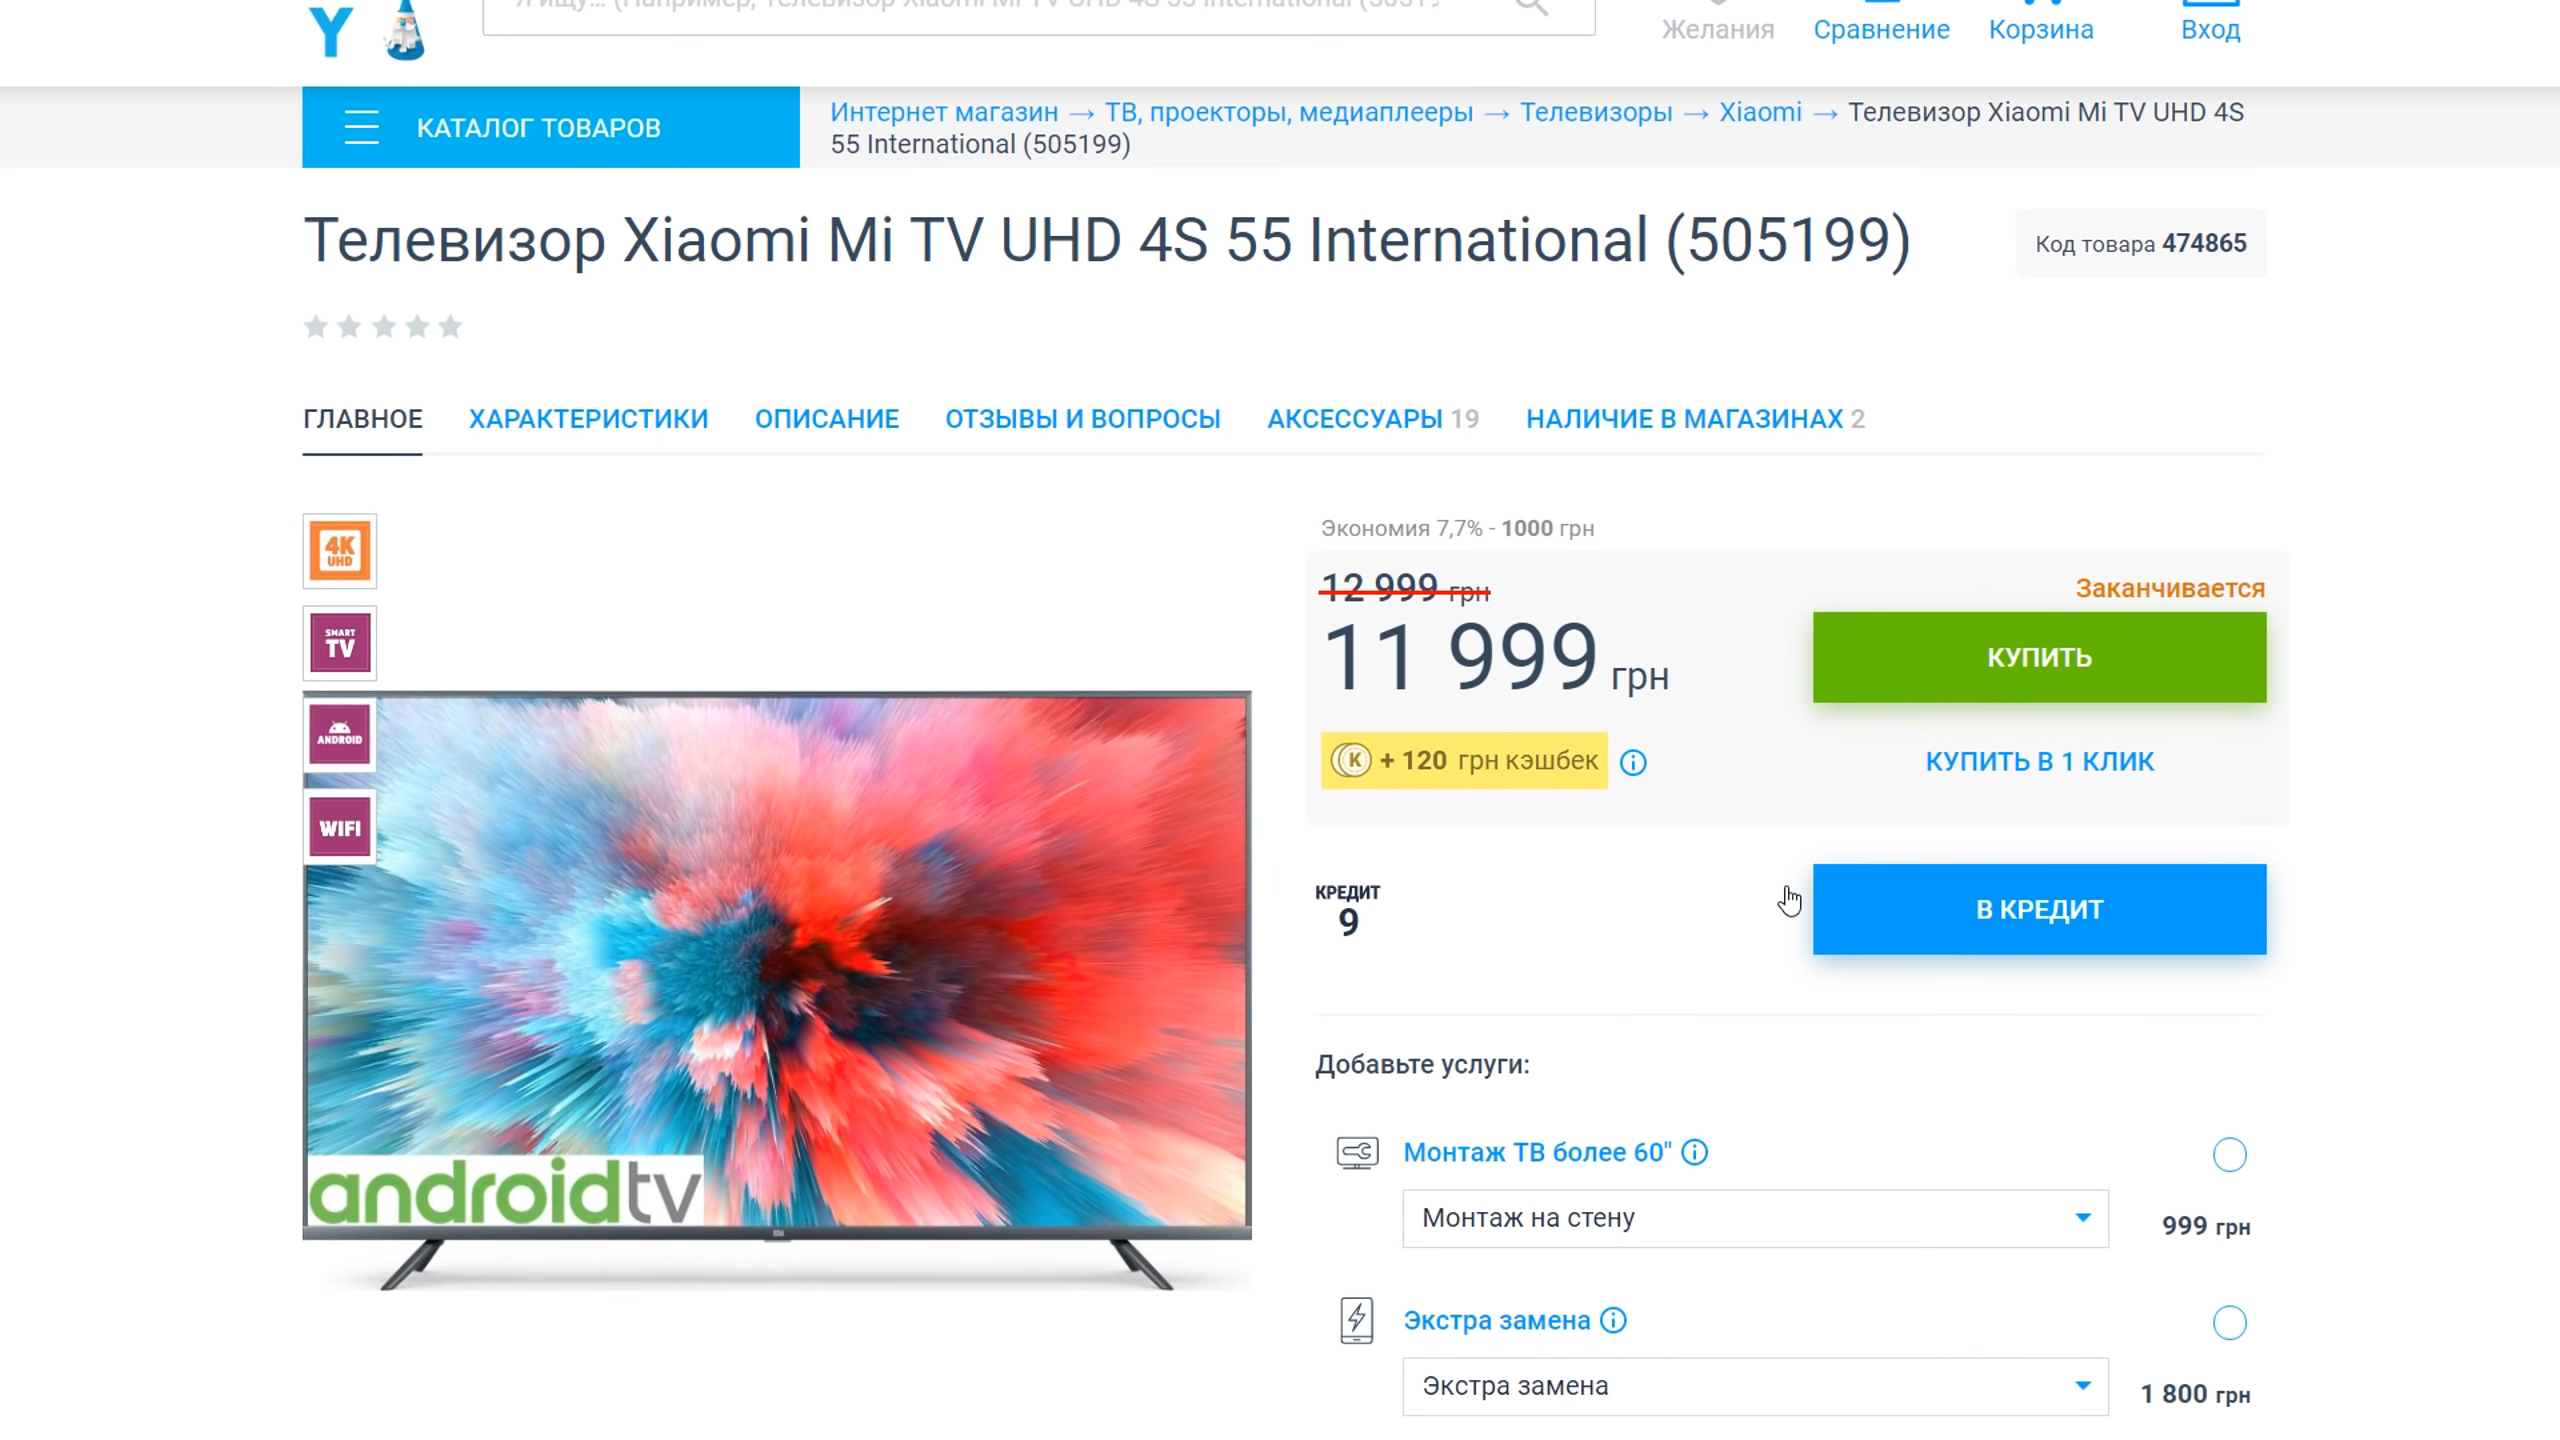 Y
Желания
Сравнение
Корзина
Вход
КАТАЛОГ ТОВАРОВ
Интернет магазин → ТВ, проекторы, медиаплееры → Телевизоры → Xiaomi → Телевизор Xiaomi Mi TV UHD 4S
55 International (505199)
Телевизор Xiaomi Mi TV UHD 4S 55 International (505199)
Код товара 474865
ГЛАВНОЕ
ХАРАКТЕРИСТИКИ
ОПИСАНИЕ
ОТЗЫВЫ И ВОПРОСЫ
АКСЕССУАРЫ 19
НАЛИЧИЕ В МАГАЗИНАХ 2
4K
UHD
SMART
TV
ANDROID
WIFI
androidtv
mi
Экономия 7,7% - 1000 грн
12 999 грн
Заканчивается
11 999 грн
КУПИТЬ
K + 120 грн кэшбек
КУПИТЬ В 1 КЛИК
КРЕДИТ
9
В КРЕДИТ
Добавьте услуги:
Монтаж ТВ более 60"
Монтаж на стену
999 грн
Экстра замена
Экстра замена
1 800 грн